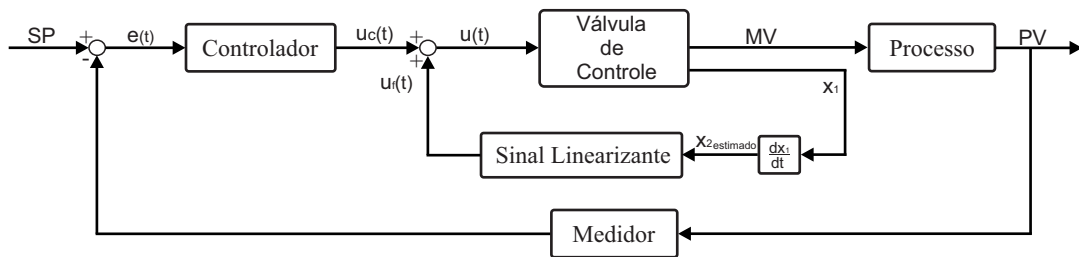 SP
+
-
e(t)
Controlador
uc(t)
+
+
uf(t)
u(t)
Válvula
de
Controle
MV
x1
Processo
PV
Sinal Linearizante
x2estimado
dx1
dt
Medidor